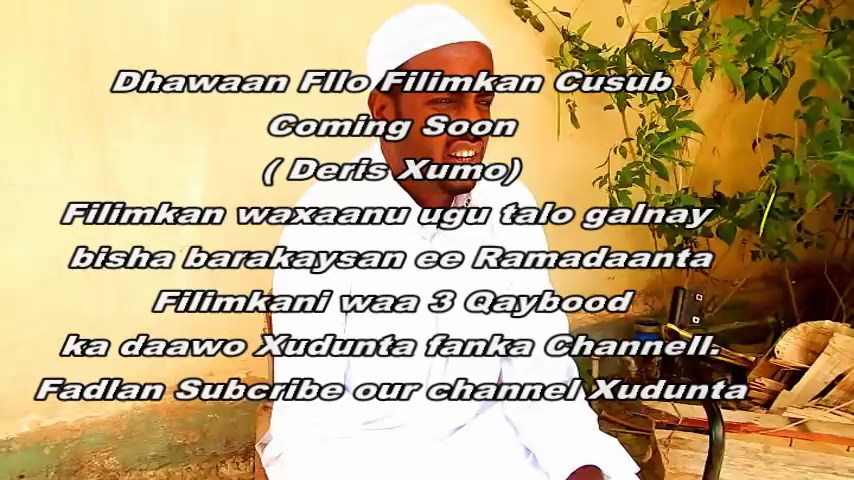 Dhawaan Fllo Filimkan Cusub
Coming Soon
( Deris Xumo)
Filimkan waxaanu ugu talo galnay
bisha barakaysan ee Ramadaanta
Filimkani waa 3 Qaybood
ka daawo Xudunta fanka Channell.
Fadlan Subcribe our channel Xudunta